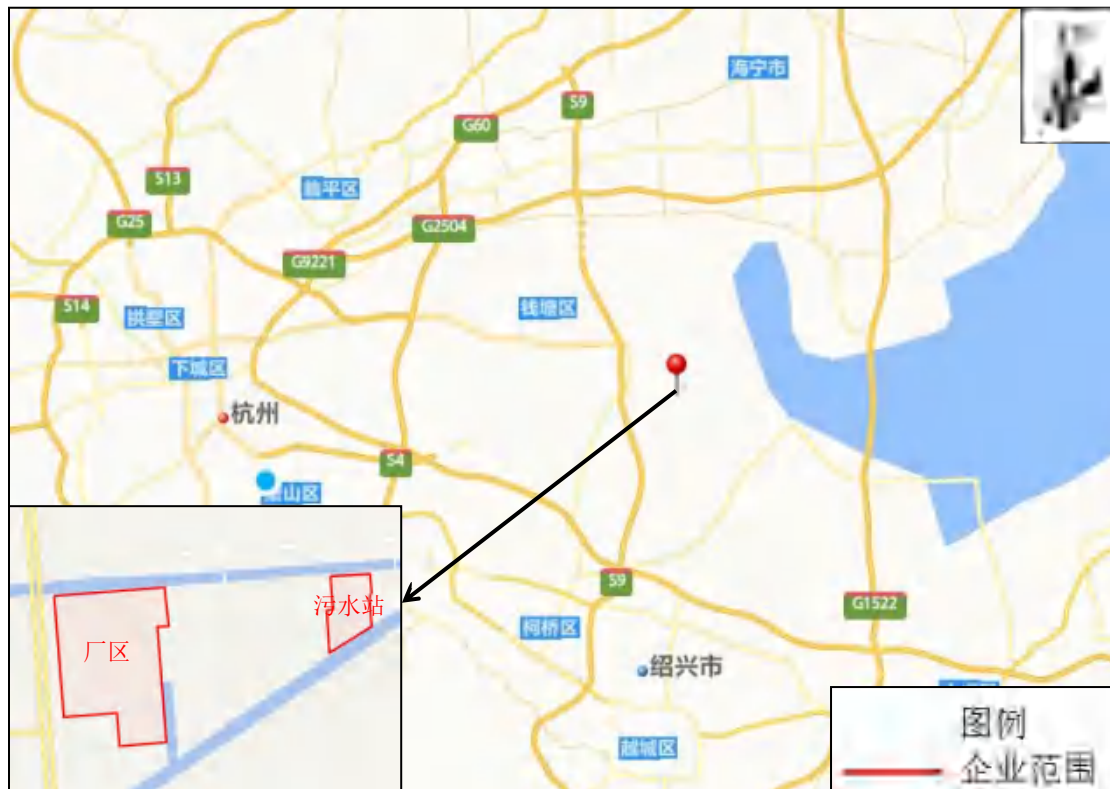 海宁市
S9
G60
S13
临平区
G25
G2504
G9221
S14
钱塘区
拱墅区
下城区
杭州
S4
萧山区
污水站
厂区
S9
G1522
柯桥区
绍兴市
越城区
图例
企业范围